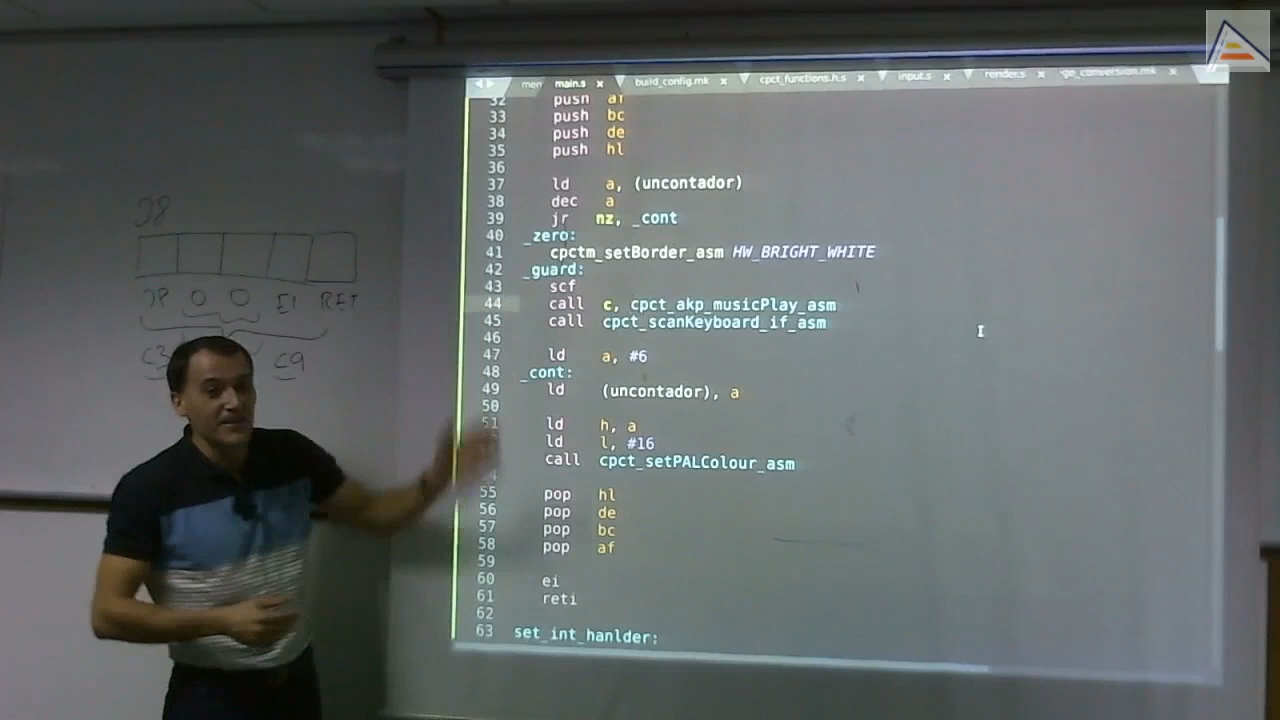 men main.s x build_config.mk x cpct_functions.h.s x input.s x render.s x ge_conversion.mk x
32 push af
33 push bc
34 push de
35 push hl
36
37 ld a, (uncontador)
38 dec a
39 jr nz, _cont
40 _zero:
41 cpctm_setBorder_asm HW_BRIGHT_WHITE
42 _guard:
43 scf
44 call c, cpct_akp_musicPlay_asm
45 call cpct_scanKeyboard_if_asm
46
47 ld a, #6
48 _cont:
49 ld (uncontador), a
50
51 ld h, a
ld l, #16
call cpct_setPALColour_asm
55 pop hl
56 pop de
57 pop bc
58 pop af
59
60 ei
61 reti
62
63 set_int_hanlder:
38
JP 0 0 EI RET
C3 C9